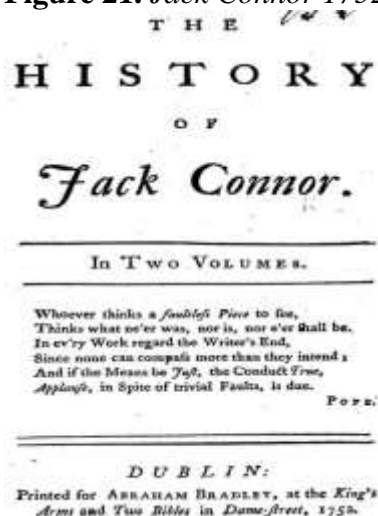 Figure 21. Jack Connor 1752
T H E
H I S T O R Y
O F
Jack Connor.
In Two Volumes.
Whoever thinks a faultless Piece to see,
Thinks what ne'er was, nor is, nor e'er shall be.
In ev'ry Work regard the Writer's End,
Since none can compass more than they intend;
And if the Means be Just, the Conduct True,
Applause, in Spite of trivial Faults, is due.
Pope.
D U B L I N:
Printed for Abraham Bradley, at the King's
Arms and Two Bibles in Dame-street, 1752.